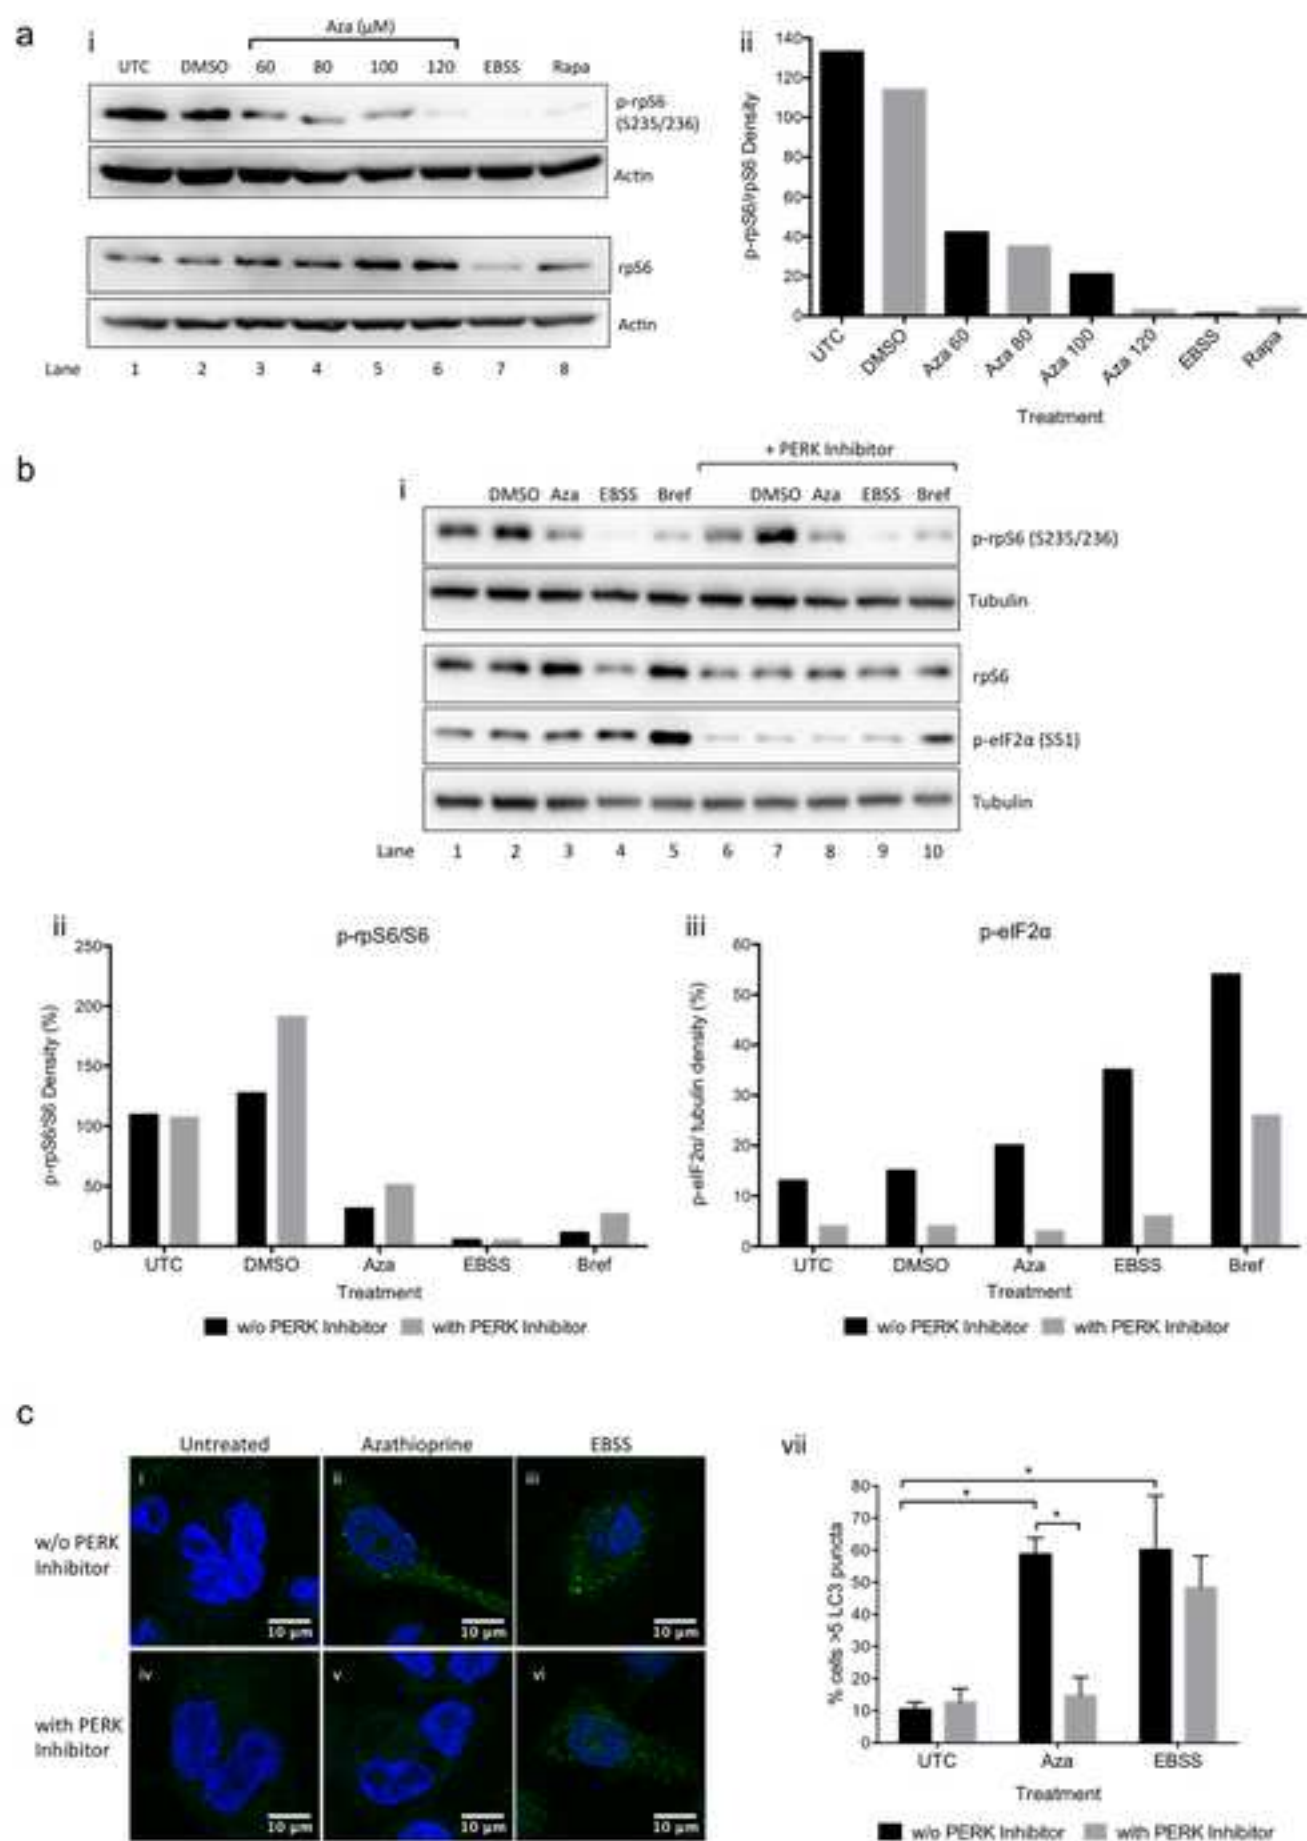 a
i
Aza (µM)
UTC DMSO 60 80 100 120 EBSS Rapa
p-rpS6
(S235/236)
Actin
rpS6
Actin
Lane 1 2 3 4 5 6 7 8
ii
140
120
100
80
60
40
20
0
p-rpS6/rpS6 Density
UTC DMSO Aza 60 Aza 80 Aza 100 Aza 120 EBSS Rapa
Treatment
b
i
+ PERK Inhibitor
DMSO Aza EBSS Bref DMSO Aza EBSS Bref
p-rpS6 (S235/236)
Tubulin
rpS6
p-eIF2α (S51)
Tubulin
Lane 1 2 3 4 5 6 7 8 9 10
ii
p-rpS6/S6
250
200
150
100
50
0
p-rpS6/S6 Density (%)
UTC DMSO Aza EBSS Bref
Treatment
w/o PERK Inhibitor with PERK Inhibitor
iii
p-eIF2α
60
50
40
30
20
10
0
p-eIF2α/ tubulin density (%)
UTC DMSO Aza EBSS Bref
Treatment
w/o PERK Inhibitor with PERK Inhibitor
c
Untreated Azathioprine EBSS
w/o PERK
Inhibitor
i ii iii
10 µm 10 µm 10 µm
with PERK
Inhibitor
iv v vi
10 µm 10 µm 10 µm
vii
80
70
60
50
40
30
20
10
0
% cells >5 LC3 puncta
* * *
UTC Aza EBSS
Treatment
w/o PERK Inhibitor with PERK Inhibitor